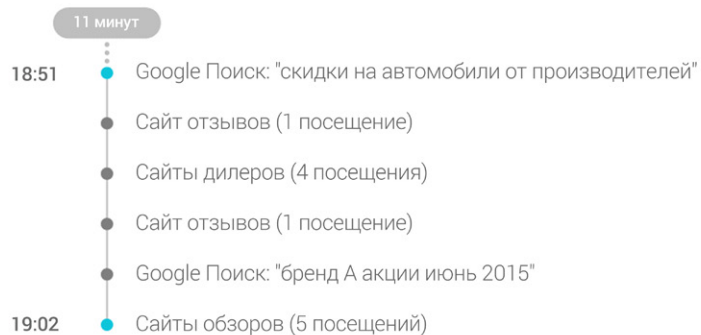 11 минут
18:51 Google Поиск: "скидки на автомобили от производителей"
Сайт отзывов (1 посещение)
Сайты дилеров (4 посещения)
Сайт отзывов (1 посещение)
Google Поиск: "бренд А акции июнь 2015"
19:02 Сайты обзоров (5 посещений)